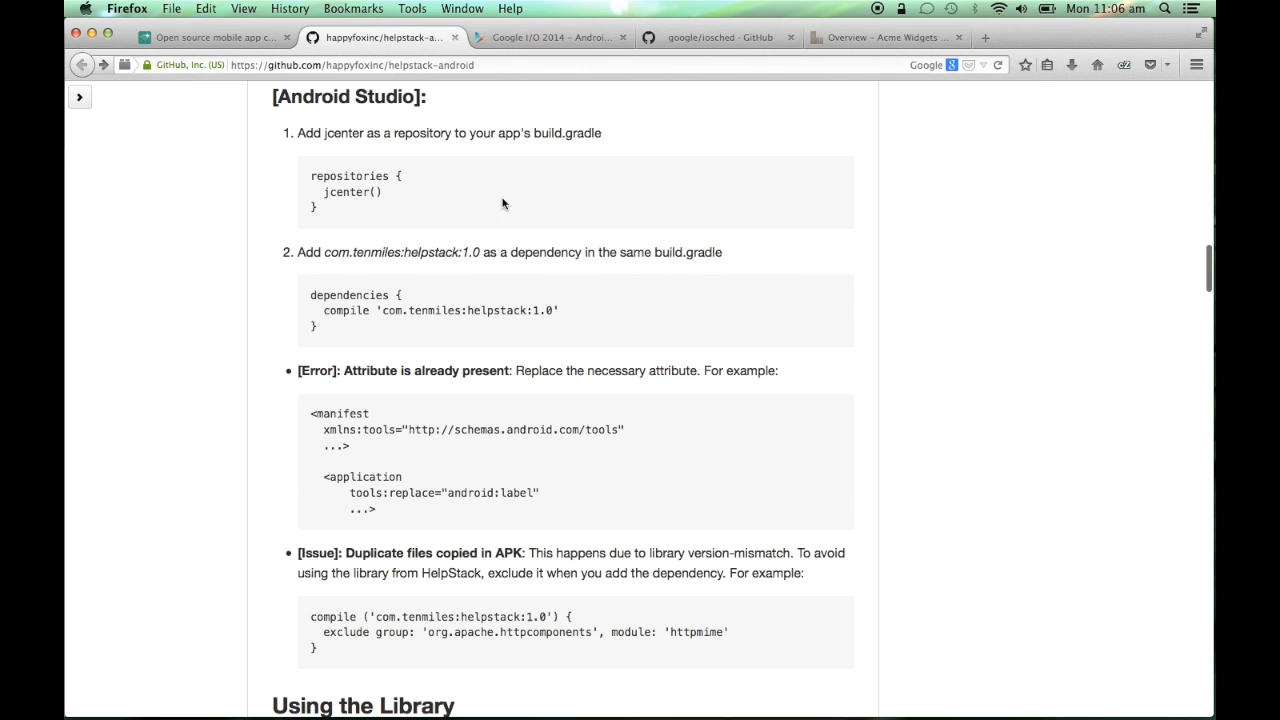 Firefox File Edit View History Bookmarks Tools Window Help Mon 11:06 am
Open source mobile app c... happyfoxinc/helpstack-a... Google I/O 2014 – Androi... google/iosched · GitHub Overview – Acme Widgets ...
GitHub, Inc. (US) https://github.com/happyfoxinc/helpstack-android Google
[Android Studio]:
1. Add jcenter as a repository to your app's build.gradle
repositories {
jcenter()
}
2. Add com.tenmiles:helpstack:1.0 as a dependency in the same build.gradle
dependencies {
compile 'com.tenmiles:helpstack:1.0'
}
• [Error]: Attribute is already present: Replace the necessary attribute. For example:
<manifest
xmlns:tools="http://schemas.android.com/tools"
...>
<application
tools:replace="android:label"
...>
• [Issue]: Duplicate files copied in APK: This happens due to library version-mismatch. To avoid
using the library from HelpStack, exclude it when you add the dependency. For example:
compile ('com.tenmiles:helpstack:1.0') {
exclude group: 'org.apache.httpcomponents', module: 'httpmime'
}
Using the Library